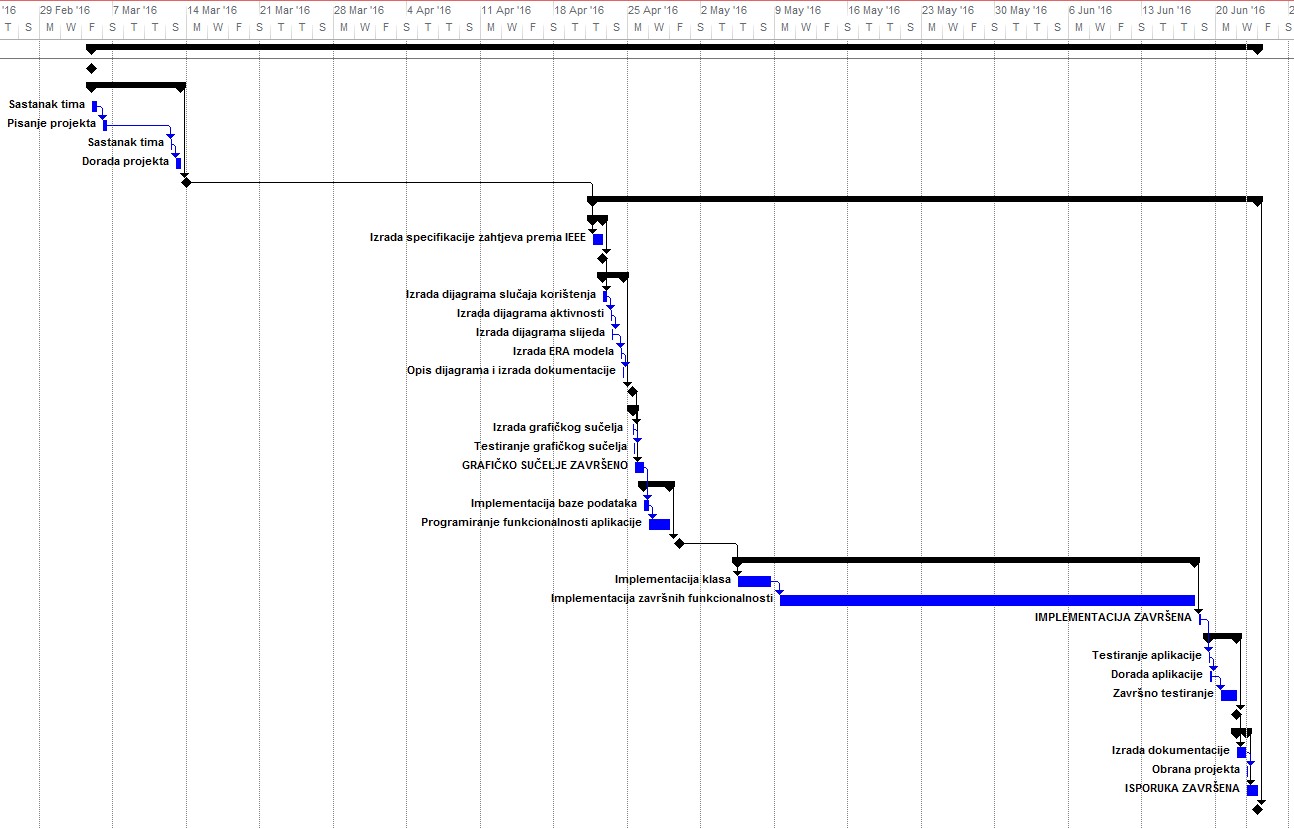 '16 29 Feb '16 7 Mar '16 14 Mar '16 21 Mar '16 28 Mar '16 4 Apr '16 11 Apr '16 18 Apr '16 25 Apr '16 2 May '16 9 May '16 16 May '16 23 May '16 30 May '16 6 Jun '16 13 Jun '16 20 Jun '16 2
T S M W F S T T S M W F S T T S M W F S T T S M W F S T T S M W F S T T S M W F S T T S M W F S T T S M W F S T T S M W F S
Sastanak tima
Pisanje projekta
Sastanak tima
Dorada projekta
Izrada specifikacije zahtjeva prema IEEE
Izrada dijagrama slučaja korištenja
Izrada dijagrama aktivnosti
Izrada dijagrama slijeda
Izrada ERA modela
Opis dijagrama i izrada dokumentacije
Izrada grafičkog sučelja
Testiranje grafičkog sučelja
GRAFIČKO SUČELJE ZAVRŠENO
Implementacija baze podataka
Programiranje funkcionalnosti aplikacije
Implementacija klasa
Implementacija završnih funkcionalnosti
IMPLEMENTACIJA ZAVRŠENA
Testiranje aplikacije
Dorada aplikacije
Završno testiranje
Izrada dokumentacije
Obrana projekta
ISPORUKA ZAVRŠENA